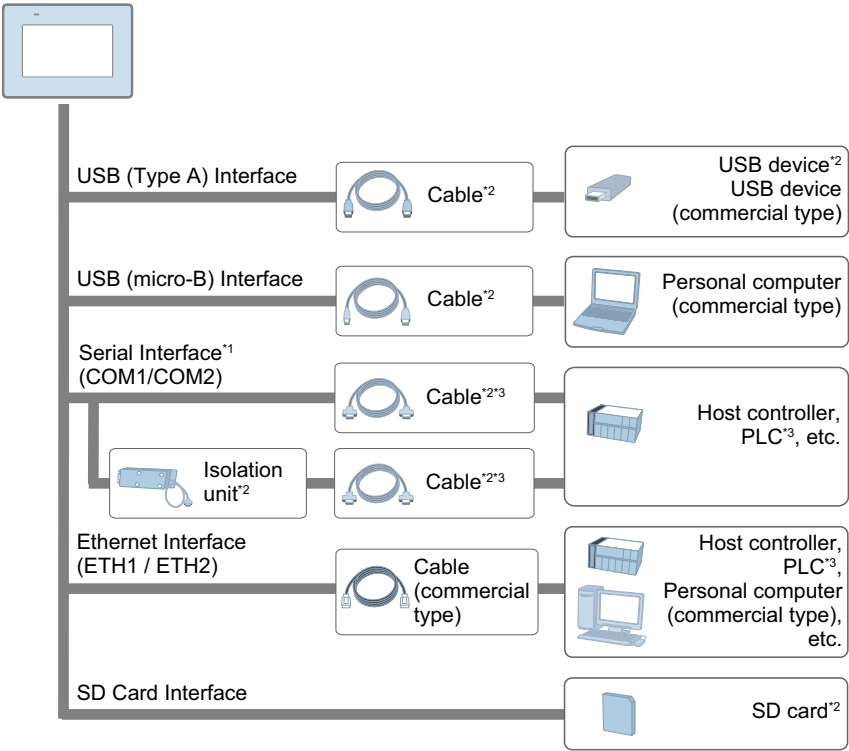 USB (Type A) Interface
Cable*2
USB device*2
USB device
(commercial type)
USB (micro-B) Interface
Cable*2
Personal computer
(commercial type)
Serial Interface*1
(COM1/COM2)
Cable*2*3
Host controller,
PLC*3, etc.
Isolation
unit*2
Cable*2*3
Ethernet Interface
(ETH1 / ETH2)
Cable
(commercial
type)
Host controller,
PLC*3,
Personal computer
(commercial type),
etc.
SD Card Interface
SD card*2